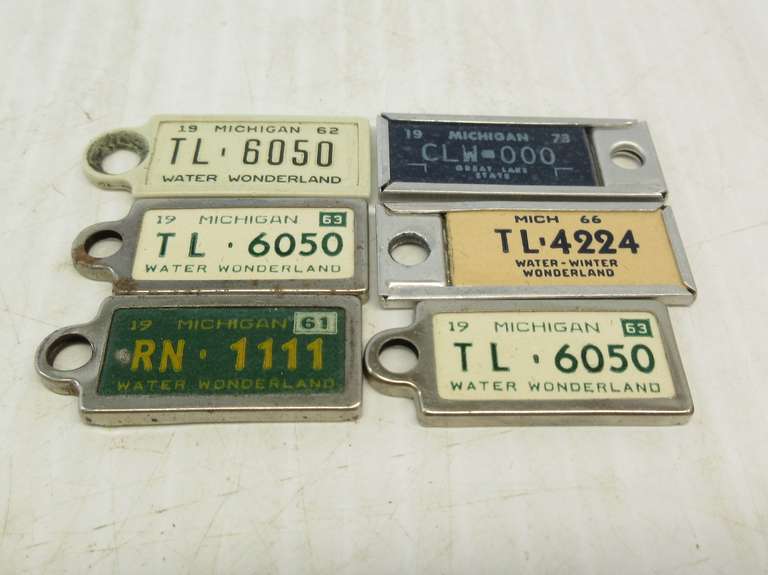 19 MICHIGAN 62
TL · 6050
WATER WONDERLAND
19 MICHIGAN 73
CLW-000
GREAT LAKE
STATE
19 MICHIGAN 63
TL · 6050
WATER WONDERLAND
MICH 66
TL·4224
WATER-WINTER
WONDERLAND
19 MICHIGAN 61
RN · 1111
WATER WONDERLAND
19 MICHIGAN 63
TL · 6050
WATER WONDERLAND